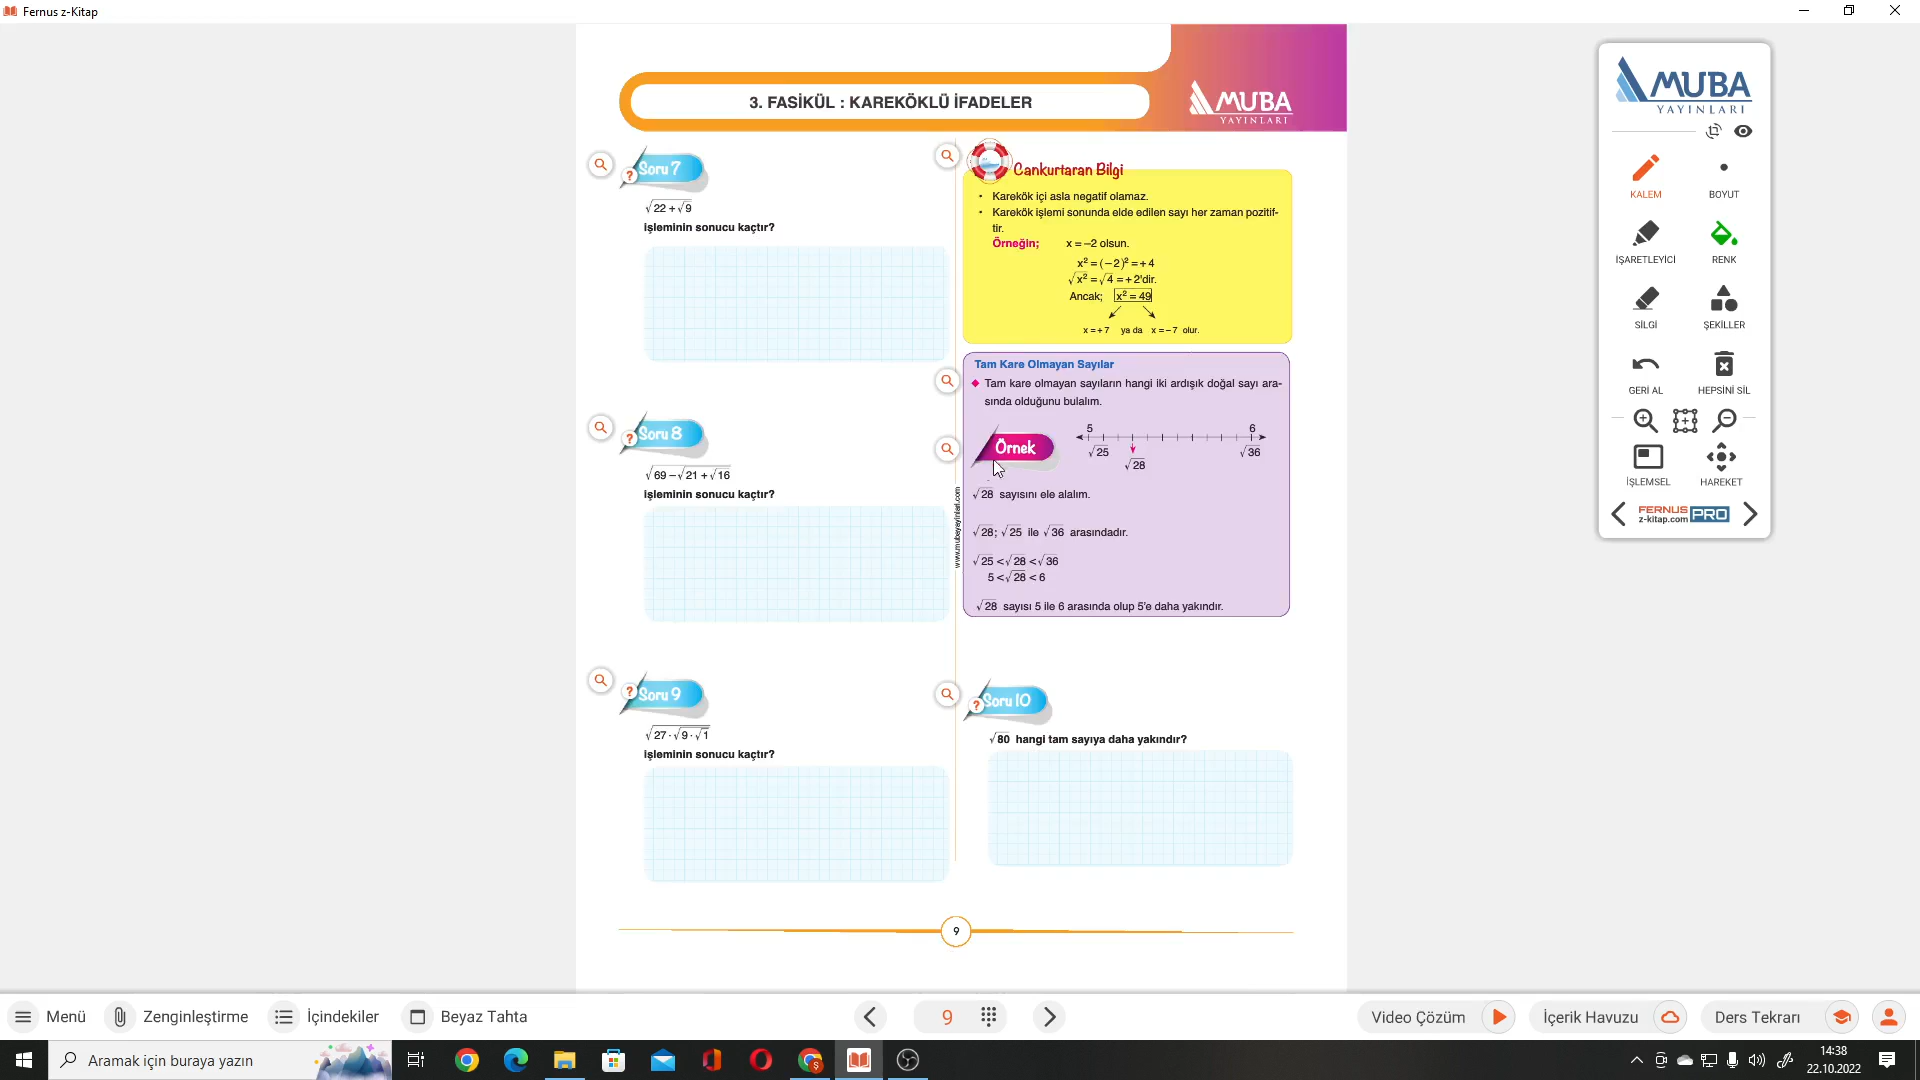 Fernus z-Kitap
3. FASİKÜL : KAREKÖKLÜ İFADELER
MUBA
YAYINLARI
? Soru 7
√(22 + √9)
işleminin sonucu kaçtır?
? Soru 8
√(69 – √(21 + √16))
işleminin sonucu kaçtır?
? Soru 9
√(27 · √(9 · √1))
işleminin sonucu kaçtır?
www.mubayayinlari.com
Cankurtaran Bilgi
• Karekök içi asla negatif olamaz.
• Karekök işlemi sonunda elde edilen sayı her zaman pozitif-
tir.
Örneğin; x = –2 olsun.
x² = (–2)² = + 4
√x² = √4 = + 2'dir.
Ancak; x² = 49
x = + 7 ya da x = – 7 olur.
Tam Kare Olmayan Sayılar
◆ Tam kare olmayan sayıların hangi iki ardışık doğal sayı ara-
sında olduğunu bulalım.
Örnek
5 6
√25 √36
√28
√28 sayısını ele alalım.
√28; √25 ile √36 arasındadır.
√25 < √28 < √36
5 < √28 < 6
√28 sayısı 5 ile 6 arasında olup 5'e daha yakındır.
? Soru 10
√80 hangi tam sayıya daha yakındır?
9
MUBA
YAYINLARI
KALEM BOYUT
İŞARETLEYİCİ RENK
SİLGİ ŞEKİLLER
GERİ AL HEPSİNİ SİL
İŞLEMSEL HAREKET
FERNUS
z-kitap.com PRO
Menü Zenginleştirme İçindekiler Beyaz Tahta 9 Video Çözüm İçerik Havuzu Ders Tekrarı
Aramak için buraya yazın
14:38
22.10.2022